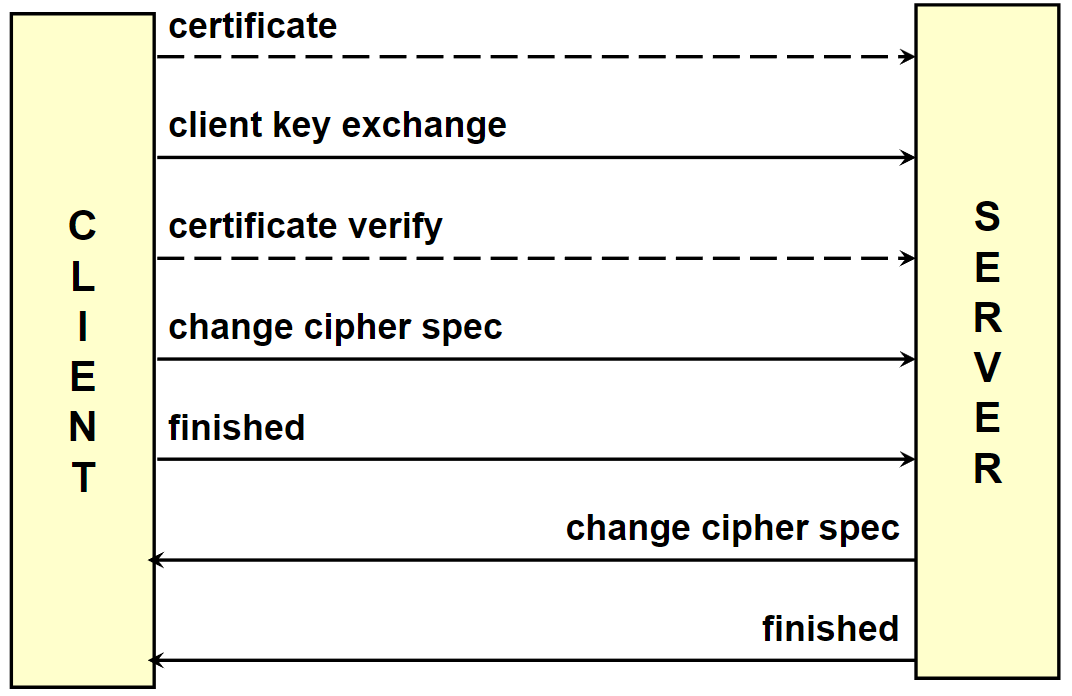 certificate
client key exchange
certificate verify
change cipher spec
finished
change cipher spec
finished
CLIENT
SERVER